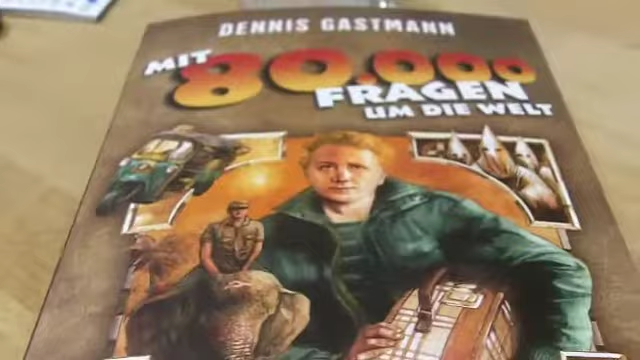 DENNIS GASTMANN
MIT
80.000
FRAGEN
UM DIE WELT